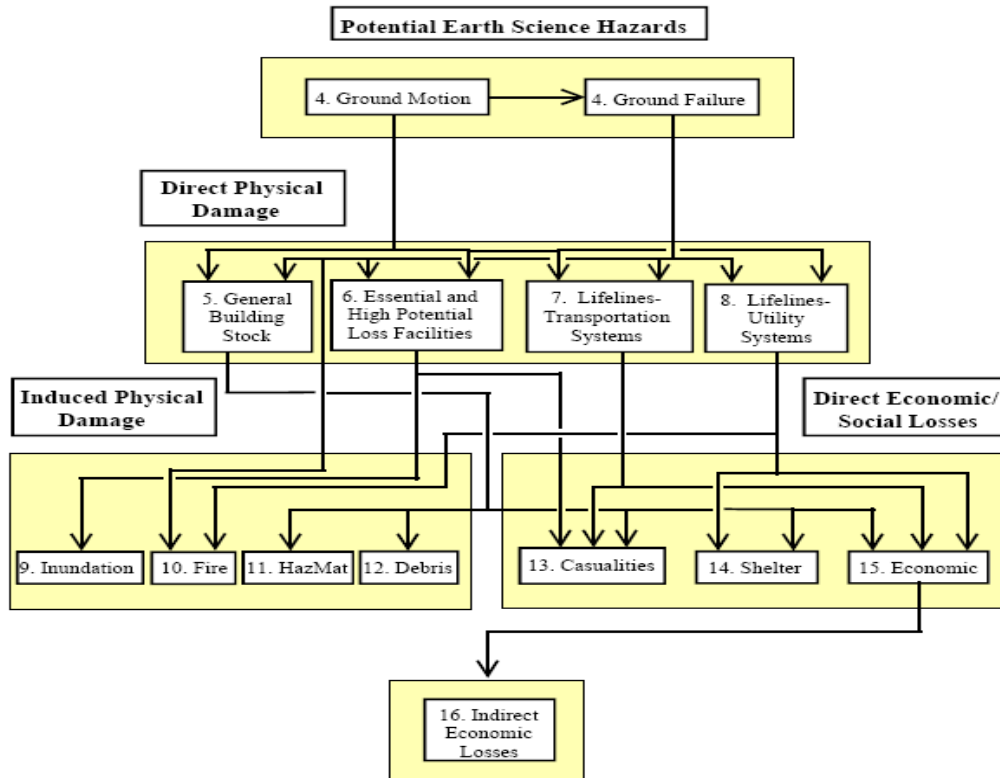 Potential Earth Science Hazards
4. Ground Motion
4. Ground Failure
Direct Physical
Damage
5. General
Building
Stock
6. Essential and
High Potential
Loss Facilities
7. Lifelines-
Transportation
Systems
8. Lifelines-
Utility
Systems
Induced Physical
Damage
Direct Economic/
Social Losses
9. Inundation
10. Fire
11. HazMat
12. Debris
13. Casualities
14. Shelter
15. Economic
16. Indirect
Economic
Losses